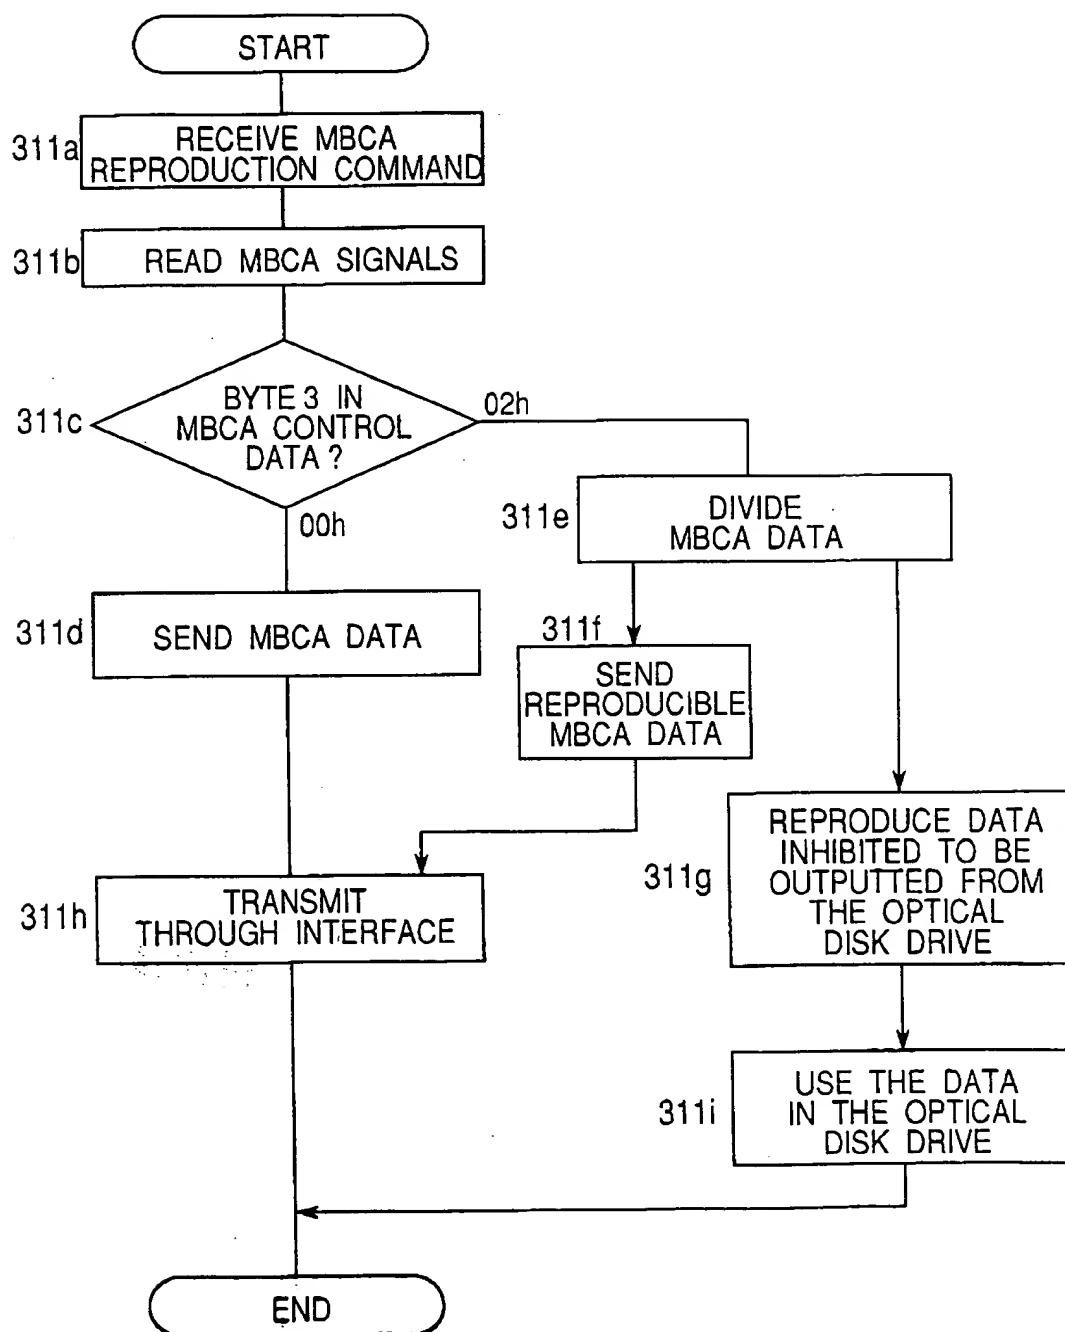 START
311a
RECEIVE MBCA
REPRODUCTION COMMAND
311b
READ MBCA SIGNALS
311c
BYTE 3 IN
MBCA CONTROL
DATA ?
02h
00h
311e
DIVIDE
MBCA DATA
311d
SEND MBCA DATA
311f
SEND
REPRODUCIBLE
MBCA DATA
311g
REPRODUCE DATA
INHIBITED TO BE
OUTPUTTED FROM
THE OPTICAL
DISK DRIVE
311h
TRANSMIT
THROUGH INTERFACE
311i
USE THE DATA
IN THE OPTICAL
DISK DRIVE
END